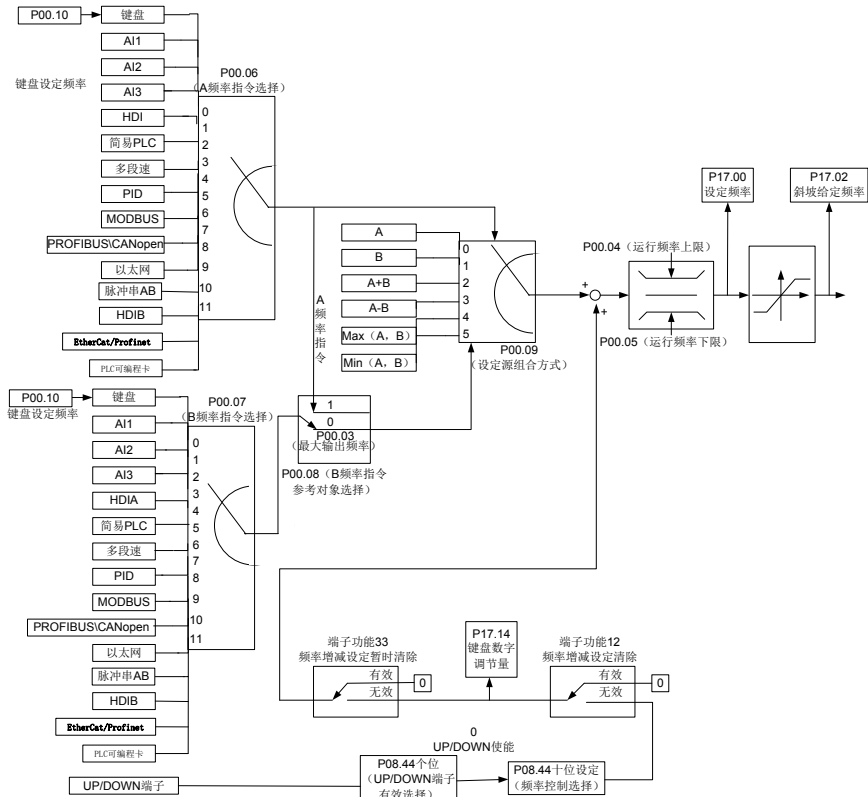 P00.10
键盘
AI1
AI2
键盘设定频率
AI3
HDI
简易PLC
多段速
PID
MODBUS
PROFIBUS\CANopen
以太网
脉冲串AB
HDIB
EtherCat/Profinet
PLC可编程卡
P00.06
（A频率指令选择）
0
1
2
3
4
5
6
7
8
9
10
11
A频率指令
A
B
A+B
A-B
Max（A，B）
Min（A，B）
0
1
2
3
4
5
P00.09
（设定源组合方式）
+
+
P00.04（运行频率上限）
P00.05（运行频率下限）
P17.00
设定频率
P17.02
斜坡给定频率
P00.10
键盘设定频率
键盘
AI1
AI2
AI3
HDIA
简易PLC
多段速
PID
MODBUS
PROFIBUS\CANopen
以太网
脉冲串AB
HDIB
EtherCat/Profinet
PLC可编程卡
P00.07
（B频率指令选择）
0
1
2
3
4
5
6
7
8
9
10
11
1
0
P00.03
（最大输出频率）
P00.08（B频率指令
参考对象选择）
端子功能33
频率增减设定暂时清除
有效
无效
0
P17.14
键盘数字
调节量
端子功能12
频率增减设定清除
有效
无效
0
0
UP/DOWN使能
UP/DOWN端子
P08.44个位
（UP/DOWN端子
有效选择）
P08.44十位设定
（频率控制选择）